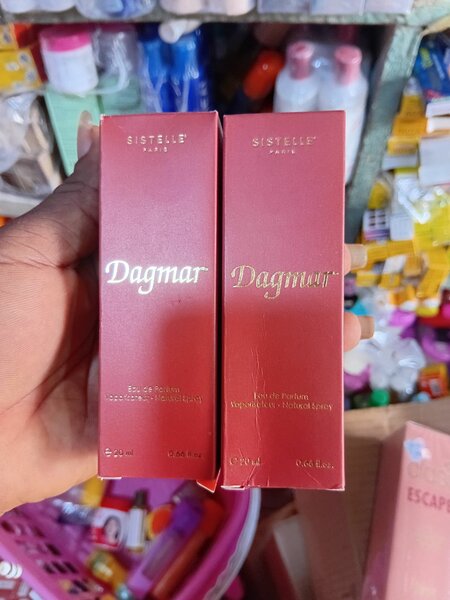 SISTELLE
PARIS
Dagmar
Eau de Parfum
Vaporisateur - Natural Spray
℮ 20 ml
0.66 fl.oz.
SISTELLE
PARIS
Dagmar
Eau de Parfum
Vaporisateur - Natural Spray
℮ 20 ml
0.66 fl.oz.
ESCAPE